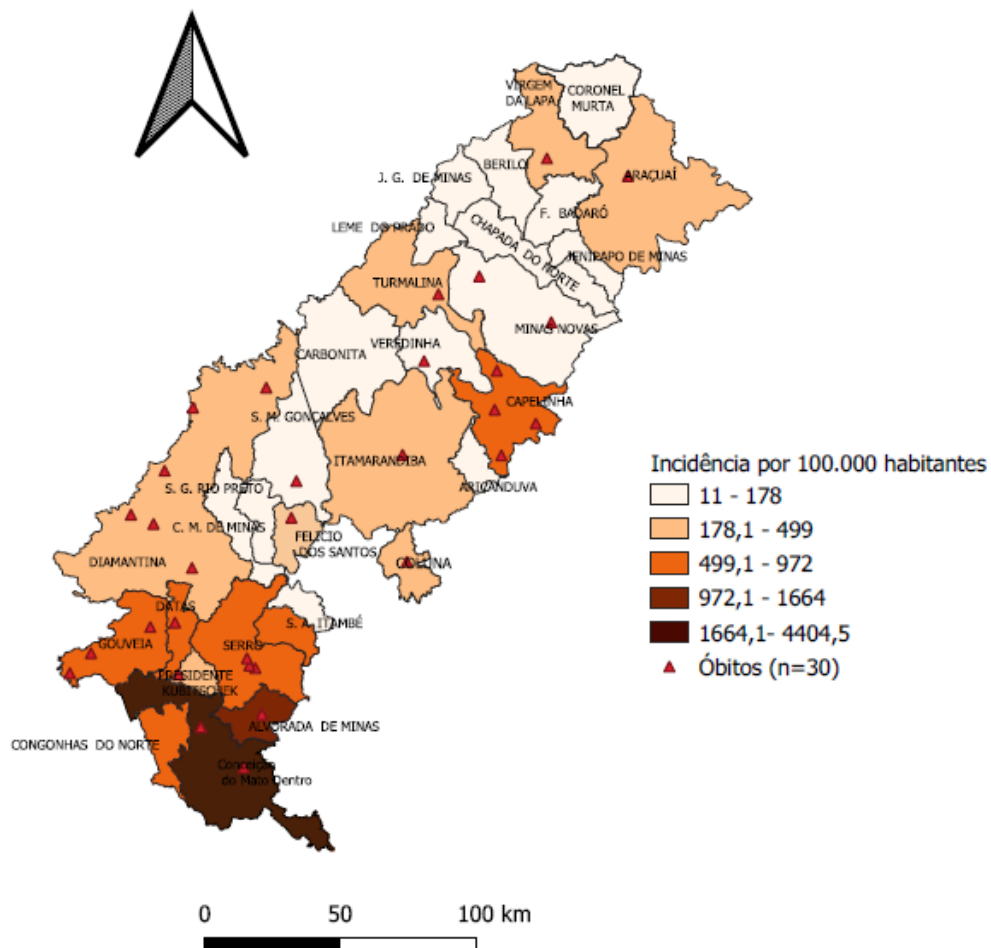 VIRGEM
DA LAPA
CORONEL
MURTA
BERILO
J. G. DE MINAS
ARAÇUAÍ
F. BADARÓ
LEME DO PRADO
CHAPADA DO NORTE
JENIPAPO DE MINAS
TURMALINA
MINAS NOVAS
VEREDINHA
CARBONITA
CAPELINHA
S. M. GONÇALVES
ITAMARANDIBA
ARICANDUVA
S. G. RIO PRETO
C. M. DE MINAS
FELÍCIO
DOS SANTOS
DIAMANTINA
COLUNA
DATAS
S. A. ITAMBÉ
GOUVEIA
SERRO
PRESIDENTE
KUBITSCHEK
ALVORADA DE MINAS
CONGONHAS DO NORTE
Conceição
do Mato Dentro
Incidência por 100.000 habitantes
11 - 178
178,1 - 499
499,1 - 972
972,1 - 1664
1664,1- 4404,5
Óbitos (n=30)
0 50 100 km